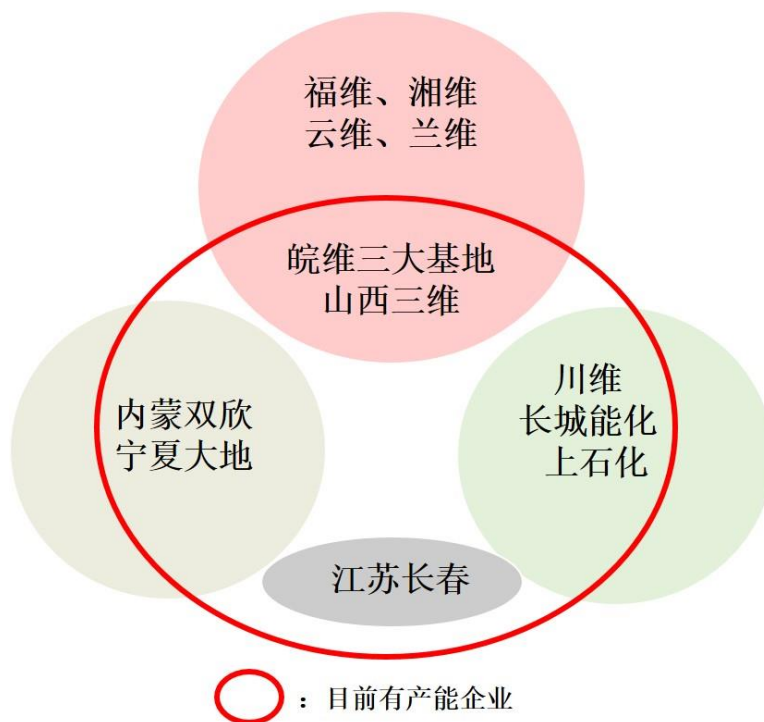 福维、湘维
云维、兰维
皖维三大基地
山西三维
内蒙双欣
宁夏大地
川维
长城能化
上石化
江苏长春
：目前有产能企业